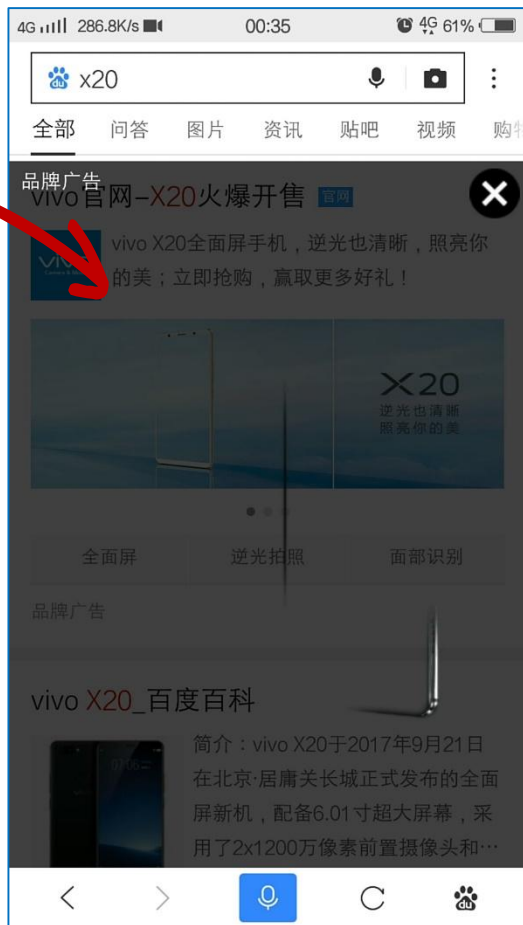 4G 286.8K/s 00:35 4G 61%
x20
全部 问答 图片 资讯 贴吧 视频 购物
品牌广告
vivo官网-X20火爆开售 官网
vivo X20全面屏手机，逆光也清晰，照亮你
的美；立即抢购，赢取更多好礼！
vivo
Camera & Music
X20
逆光也清晰
照亮你的美
全面屏 逆光拍照 面部识别
品牌广告
vivo X20_百度百科
07:06
简介：vivo X20于2017年9月21日
在北京·居庸关长城正式发布的全面
屏新机，配备6.01寸超大屏幕，采
用了2x1200万像素前置摄像头和…
du